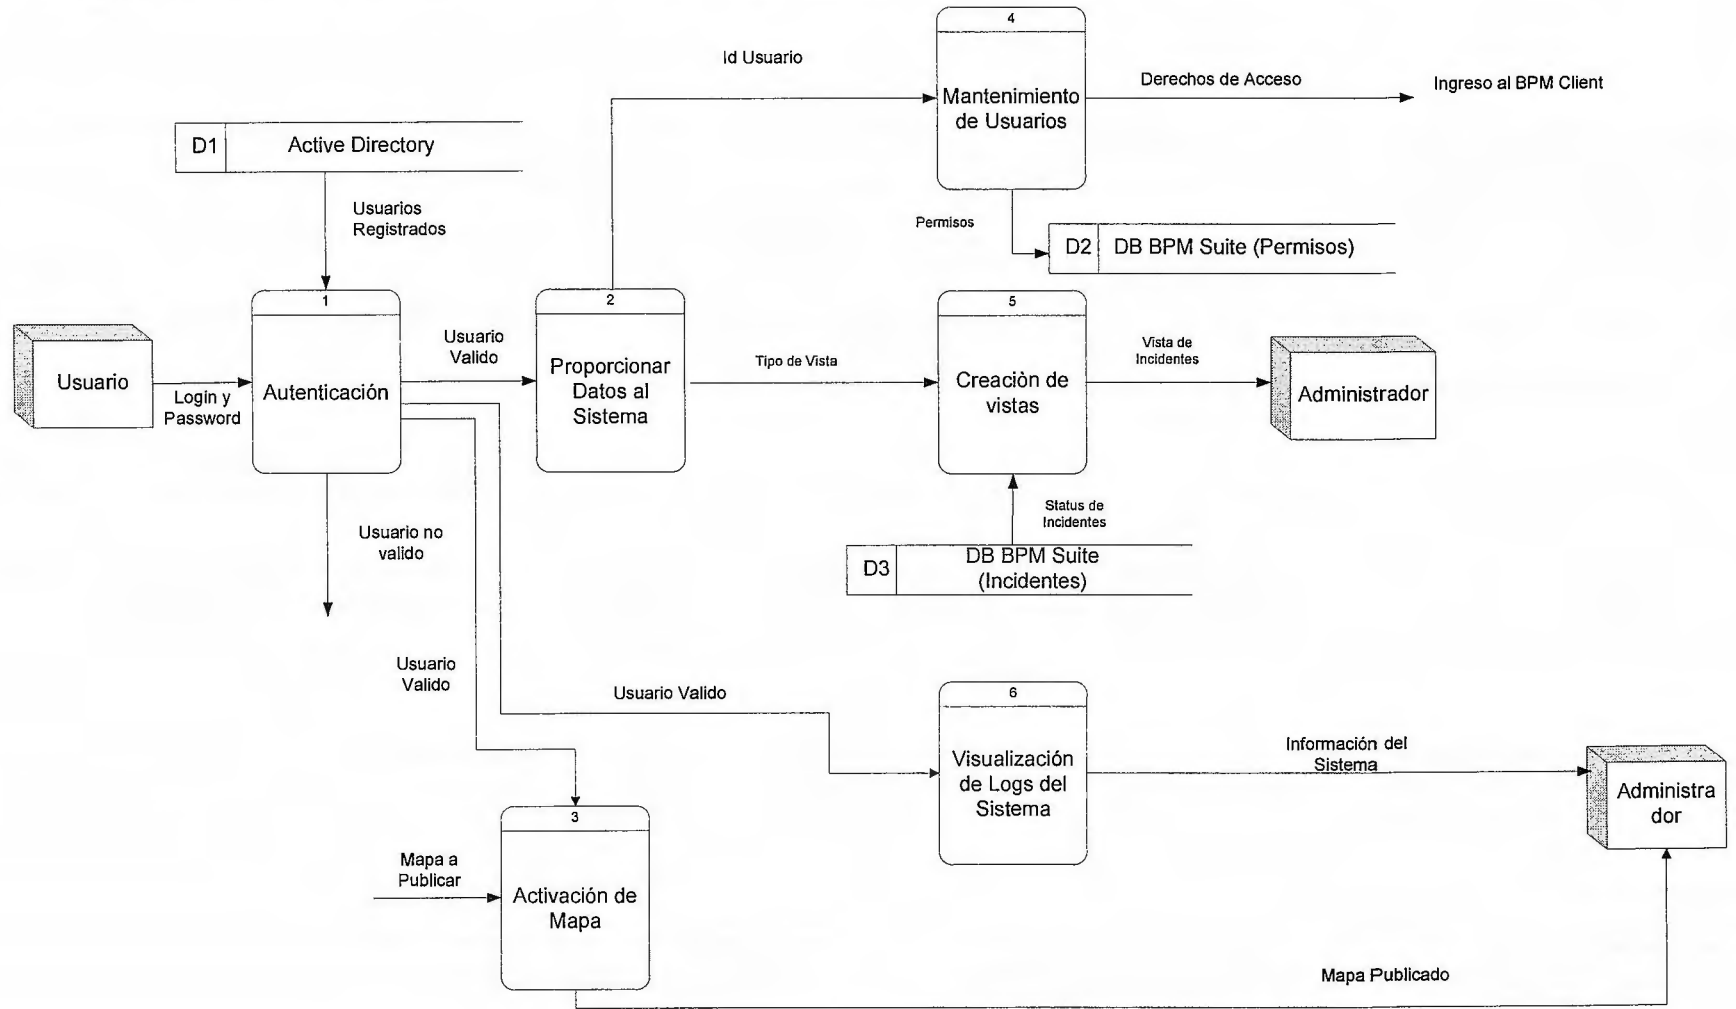 4
Id Usuario
Mantenimiento
de Usuarios
Derechos de Acceso
Ingreso al BPM Client
D1
Active Directory
Usuarios
Registrados
Permisos
D2
DB BPM Suite (Permisos)
1
Autenticación
Usuario
Login y
Password
Usuario
Valido
2
Proporcionar
Datos al
Sistema
Tipo de Vista
5
Creaciòn de
vistas
Vista de
Incidentes
Administrador
Status de
Incidentes
D3
DB BPM Suite
(Incidentes)
Usuario no
valido
Usuario
Valido
Usuario Valido
6
Visualización
de Logs del
Sistema
Información del
Sistema
Administra
dor
3
Mapa a
Publicar
Activación de
Mapa
Mapa Publicado